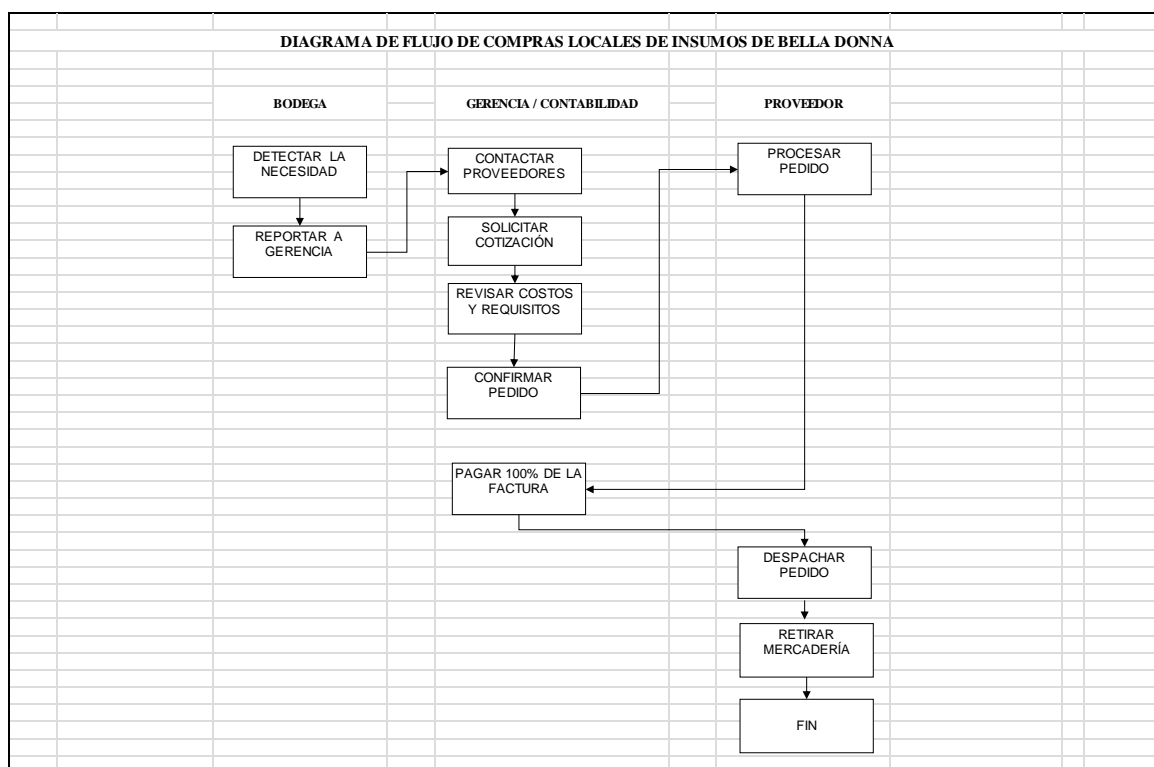 DIAGRAMA DE FLUJO DE COMPRAS LOCALES DE INSUMOS DE BELLA DONNA
BODEGA
GERENCIA / CONTABILIDAD
PROVEEDOR
DETECTAR LA
NECESIDAD
REPORTAR A
GERENCIA
CONTACTAR
PROVEEDORES
SOLICITAR
COTIZACIÓN
REVISAR COSTOS
Y REQUISITOS
CONFIRMAR
PEDIDO
PROCESAR
PEDIDO
PAGAR 100% DE LA
FACTURA
DESPACHAR
PEDIDO
RETIRAR
MERCADERÍA
FIN